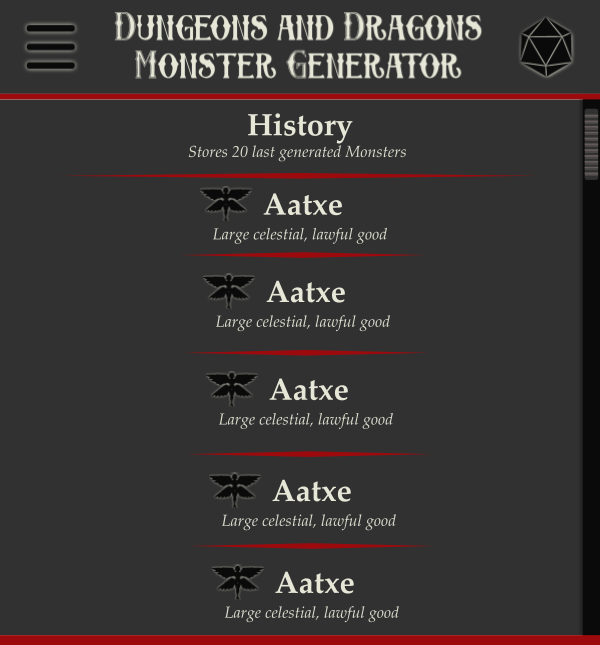 Dungeons and Dragons
Monster Generator
History
Stores 20 last generated Monsters
Aatxe
Large celestial, lawful good
Aatxe
Large celestial, lawful good
Aatxe
Large celestial, lawful good
Aatxe
Large celestial, lawful good
Aatxe
Large celestial, lawful good